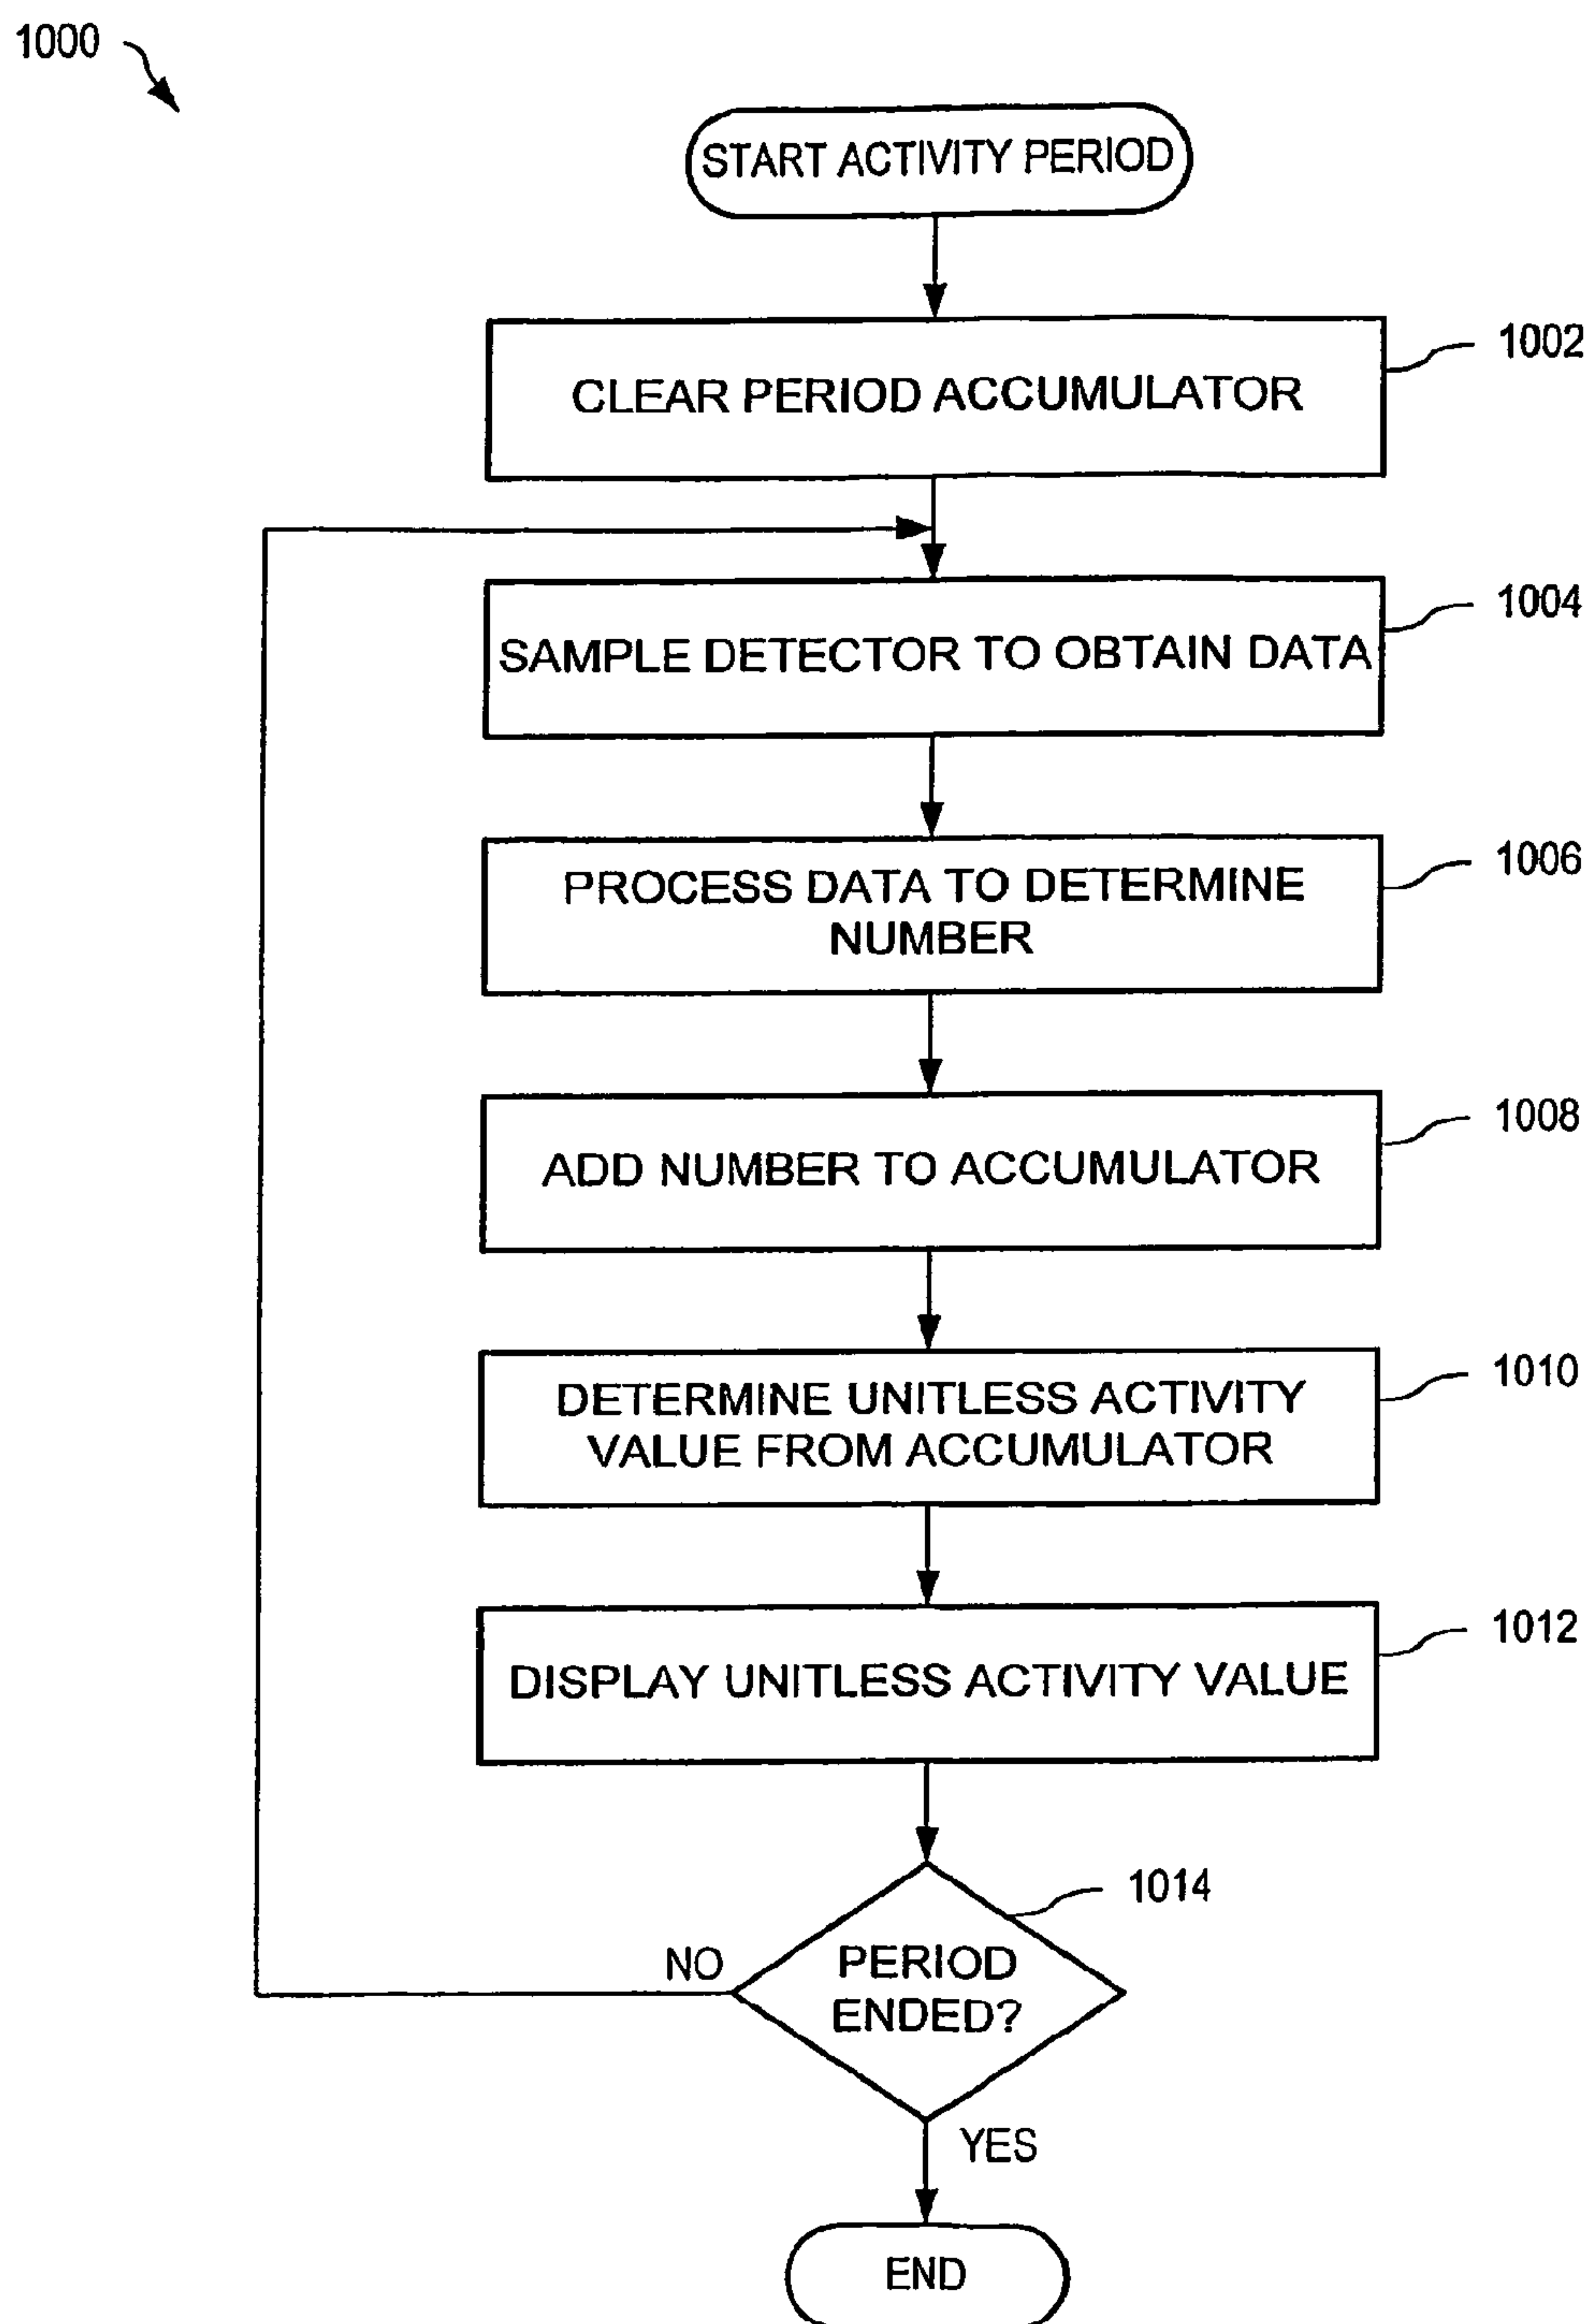 1000
START ACTIVITY PERIOD
1002
CLEAR PERIOD ACCUMULATOR
1004
SAMPLE DETECTOR TO OBTAIN DATA
1006
PROCESS DATA TO DETERMINE
NUMBER
1008
ADD NUMBER TO ACCUMULATOR
1010
DETERMINE UNITLESS ACTIVITY
VALUE FROM ACCUMULATOR
1012
DISPLAY UNITLESS ACTIVITY VALUE
1014
NO
PERIOD
ENDED?
YES
END